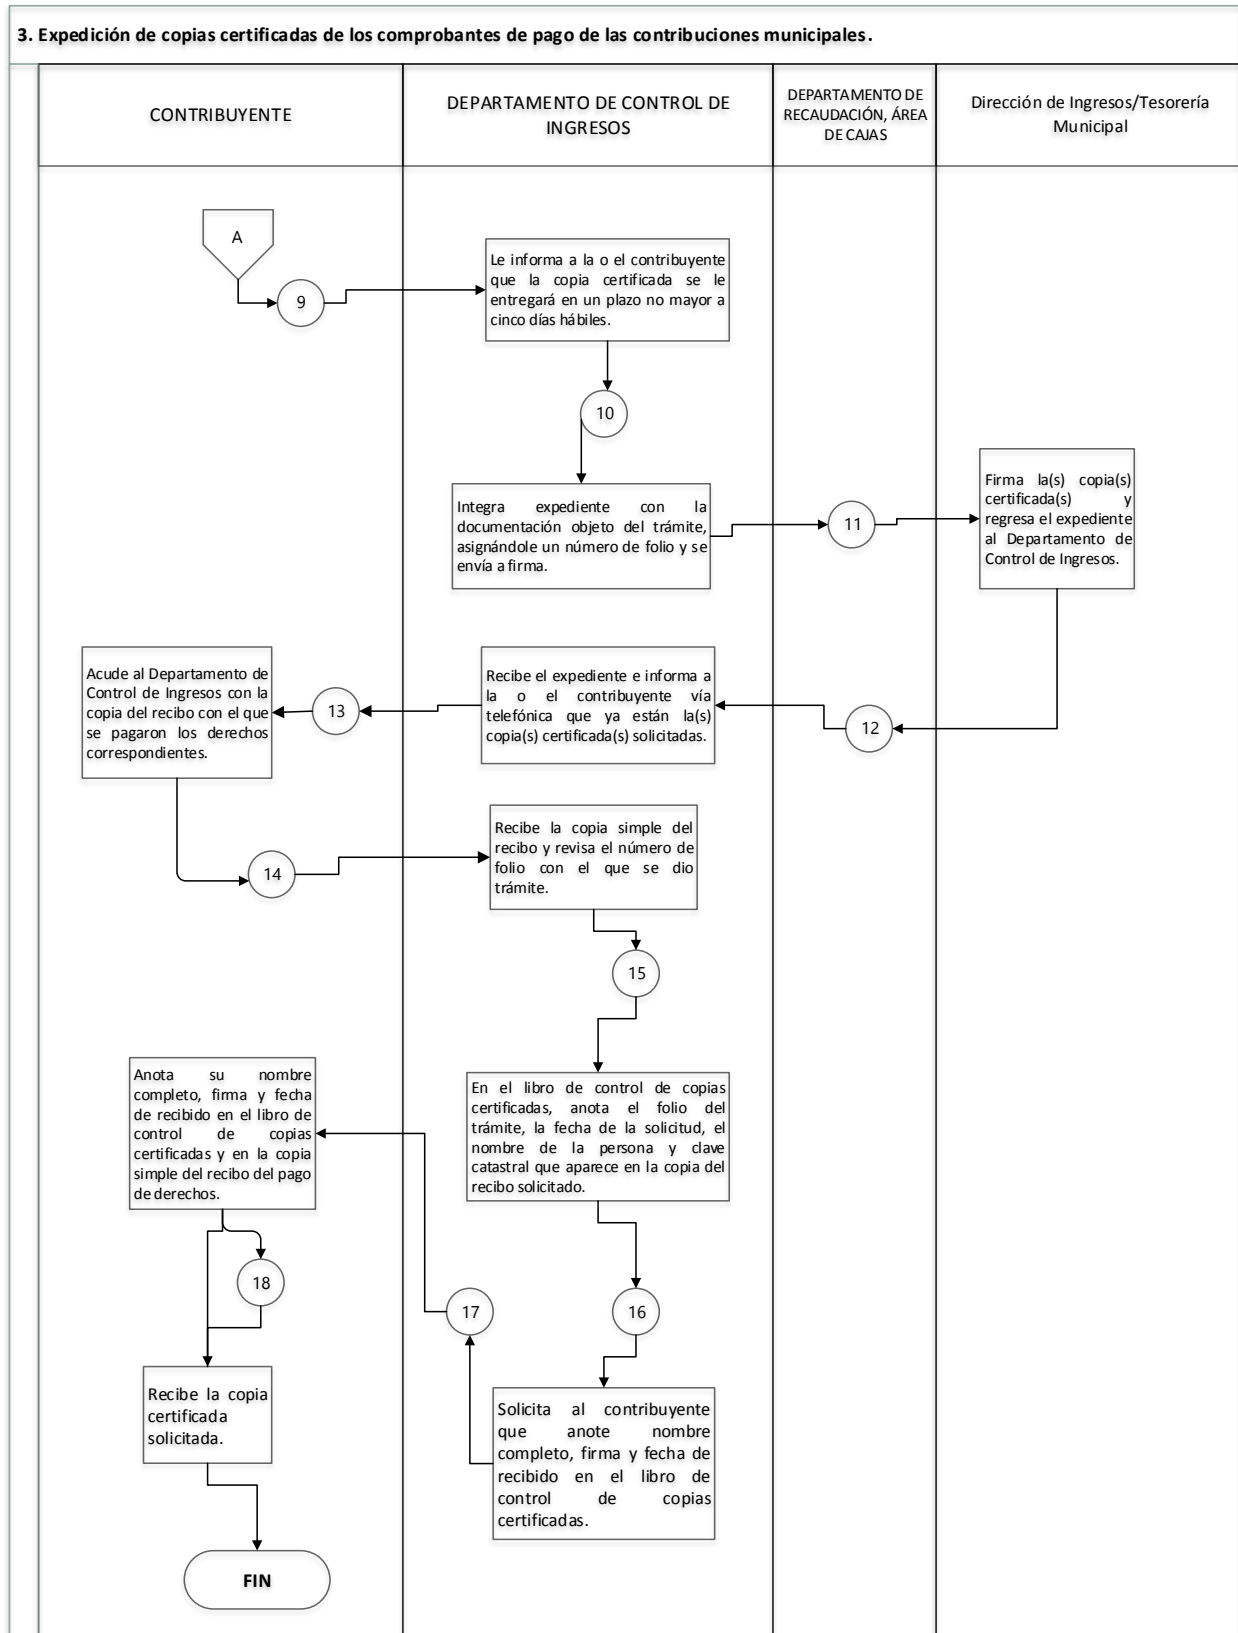 3. Expedición de copias certificadas de los comprobantes de pago de las contribuciones municipales.
CONTRIBUYENTE
DEPARTAMENTO DE CONTROL DE
INGRESOS
DEPARTAMENTO DE
RECAUDACIÓN, ÁREA
DE CAJAS
Dirección de Ingresos/Tesorería
Municipal
A
9
Le informa a la o el contribuyente
que la copia certificada se le
entregará en un plazo no mayor a
cinco días hábiles.
10
Integra expediente con la
documentación objeto del trámite,
asignándole un número de folio y se
envía a firma.
11
Firma la(s) copia(s)
certificada(s) y
regresa el expediente
al Departamento de
Control de Ingresos.
12
Recibe el expediente e informa a
la o el contribuyente vía
telefónica que ya están la(s)
copia(s) certificada(s) solicitadas.
13
Acude al Departamento de
Control de Ingresos con la
copia del recibo con el que
se pagaron los derechos
correspondientes.
14
Recibe la copia simple del
recibo y revisa el número de
folio con el que se dio
trámite.
15
En el libro de control de copias
certificadas, anota el folio del
trámite, la fecha de la solicitud, el
nombre de la persona y clave
catastral que aparece en la copia del
recibo solicitado.
16
Solicita al contribuyente
que anote nombre
completo, firma y fecha de
recibido en el libro de
control de copias
certificadas.
17
Anota su nombre
completo, firma y fecha
de recibido en el libro de
control de copias
certificadas y en la copia
simple del recibo del pago
de derechos.
18
Recibe la copia
certificada
solicitada.
FIN